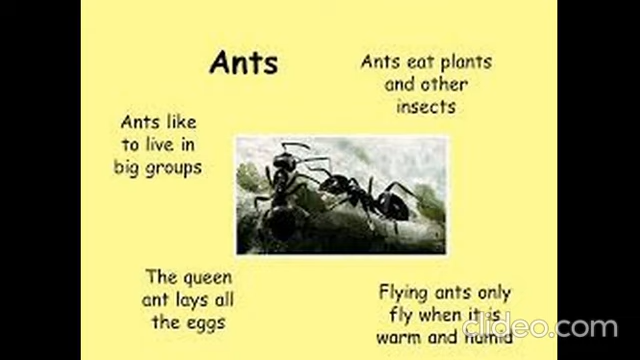 Ants
Ants eat plants
and other
insects
Ants like
to live in
big groups
The queen
ant lays all
the eggs
Flying ants only
fly when it is
warm and humid
clideo.com